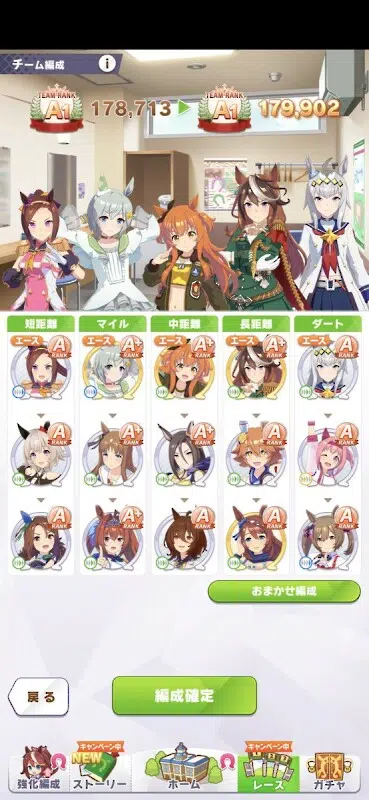 チーム編成 i
TEAM RANK TEAM RANK
A1 178,713 A1 179,902
短距離 マイル 中距離 長距離 ダート
エース エース エース エース エース
A RANK A+ RANK A+ RANK A+ RANK A RANK
A RANK A+ RANK A+ RANK A RANK A RANK
A RANK A+ RANK A RANK A RANK A RANK
おまかせ編成
戻る 編成確定
キャンペーン中 キャンペーン中
NEW
強化編成 ストーリー ホーム レース ガチャ